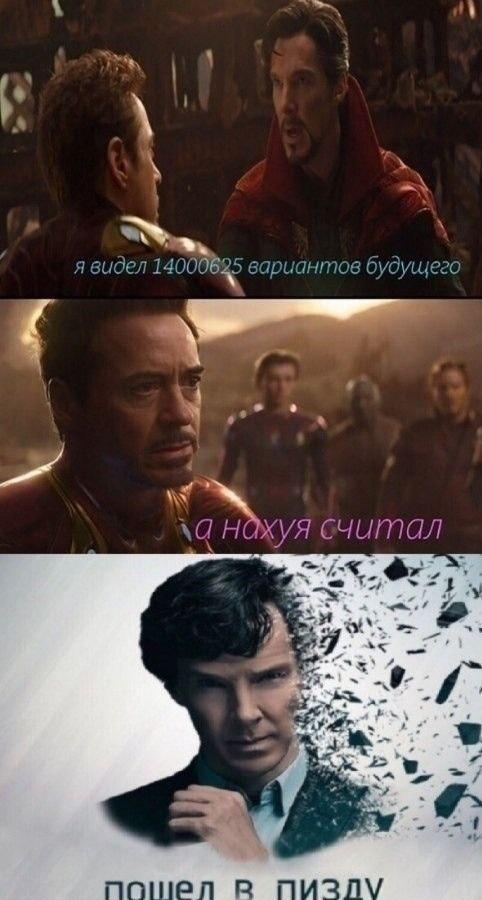 я видел 14000625 вариантов будущего
а нахуя считал
пошел в пизду